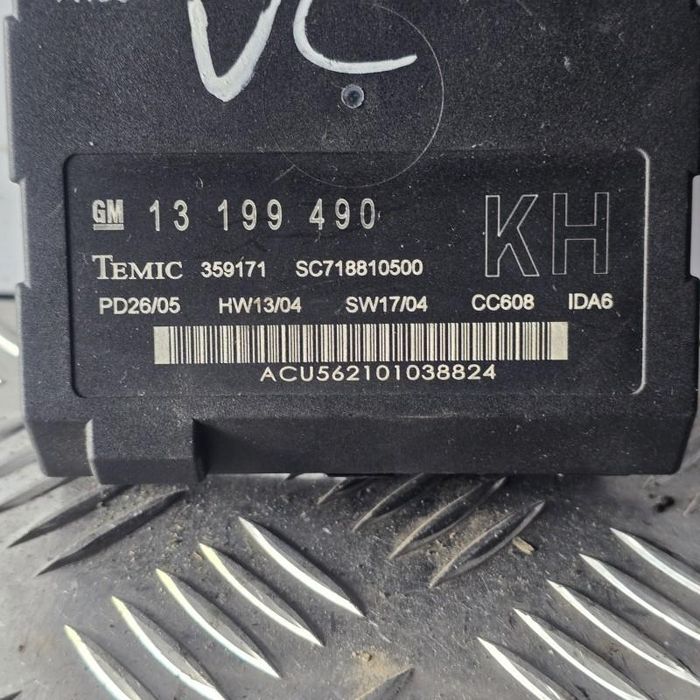 VC
GM 13 199 490 KH
TEMIC 359171 SC718810500
PD26/05 HW13/04 SW17/04 CC608 IDA6
ACU562101038824